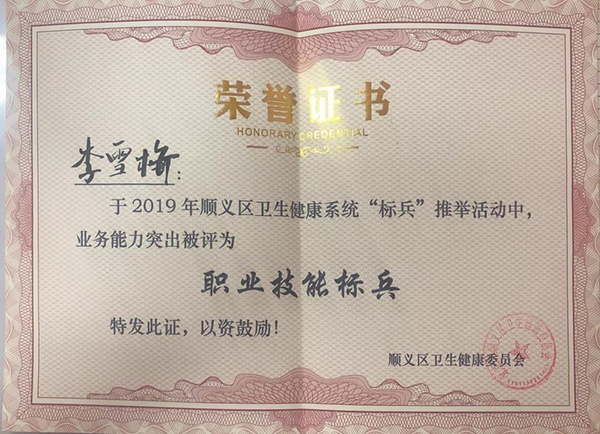 荣誉证书
HONORARY CREDENTIAL
李雪梅：
于2019年顺义区卫生健康系统“标兵”推举活动中，
业务能力突出被评为
职业技能标兵
特发此证，以资鼓励！
顺义区卫生健康委员会